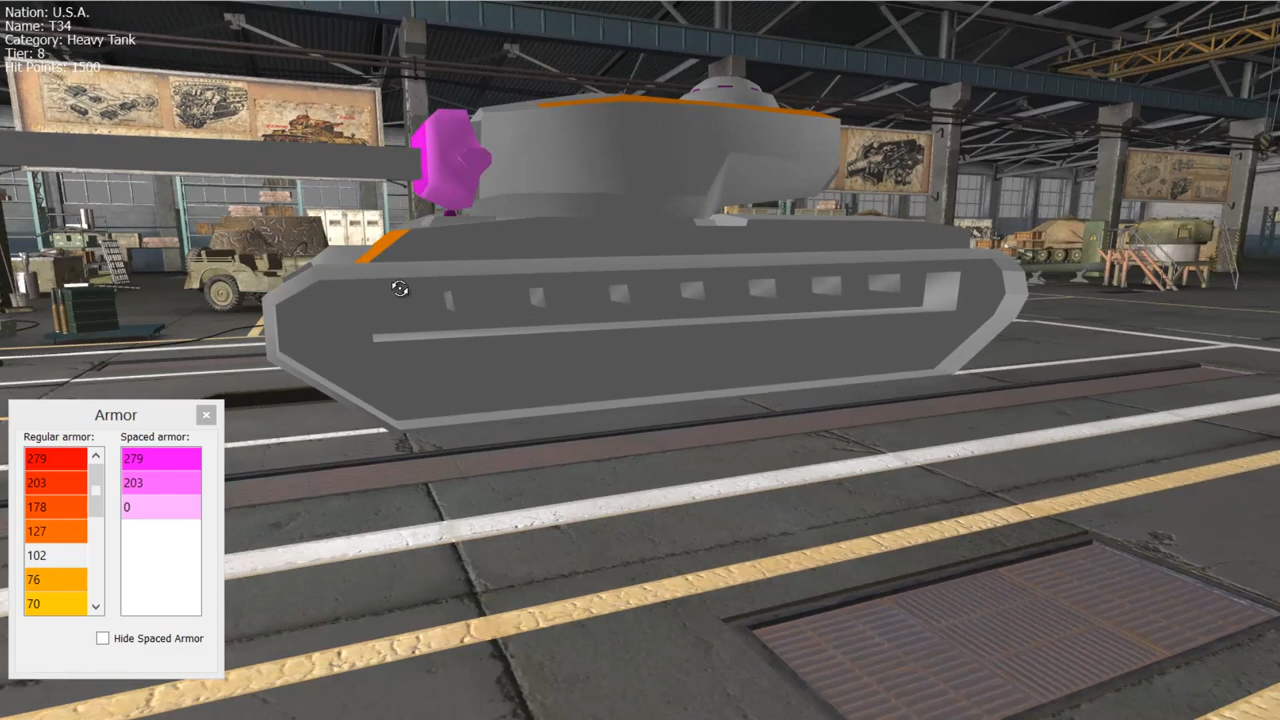 Nation: U.S.A.
Name: T34
Category: Heavy Tank
Tier: 8
Hit Points: 1500
Armor
Regular armor: Spaced armor:
279 279
203 203
178 0
127
102
76
70
Hide Spaced Armor